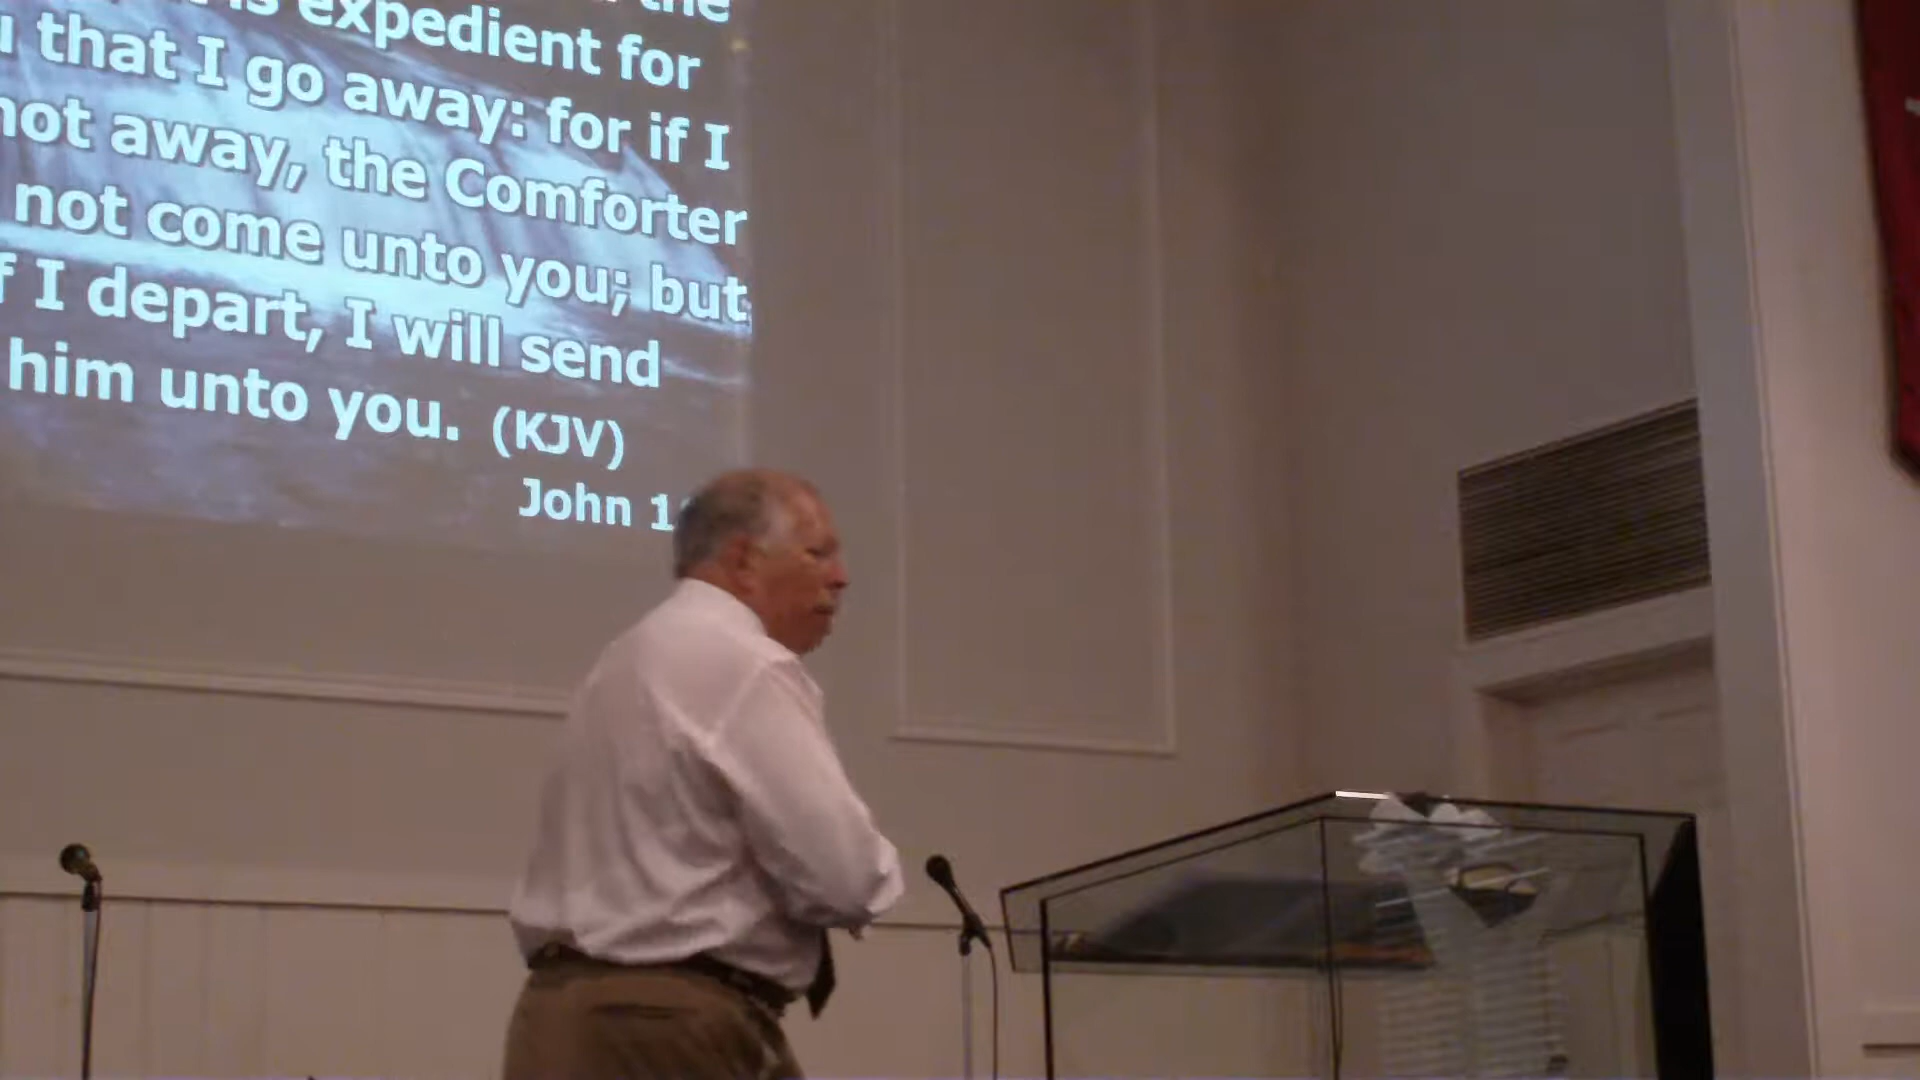 the
is expedient for
that I go away: for if I
not away, the Comforter
not come unto you; but
I depart, I will send
him unto you. (KJV)
John